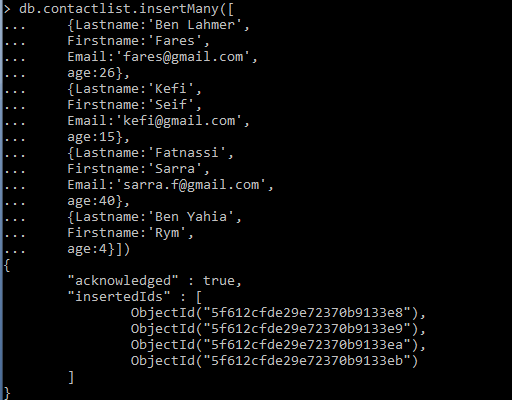 > db.contactlist.insertMany([
...     {Lastname:'Ben Lahmer',
...     Firstname:'Fares',
...     Email:'fares@gmail.com',
...     age:26},
...     {Lastname:'Kefi',
...     Firstname:'Seif',
...     Email:'kefi@gmail.com',
...     age:15},
...     {Lastname:'Fatnassi',
...     Firstname:'Sarra',
...     Email:'sarra.f@gmail.com',
...     age:40},
...     {Lastname:'Ben Yahia',
...     Firstname:'Rym',
...     age:4}])
{
        "acknowledged" : true,
        "insertedIds" : [
                ObjectId("5f612cfde29e72370b9133e8"),
                ObjectId("5f612cfde29e72370b9133e9"),
                ObjectId("5f612cfde29e72370b9133ea"),
                ObjectId("5f612cfde29e72370b9133eb")
        ]
}